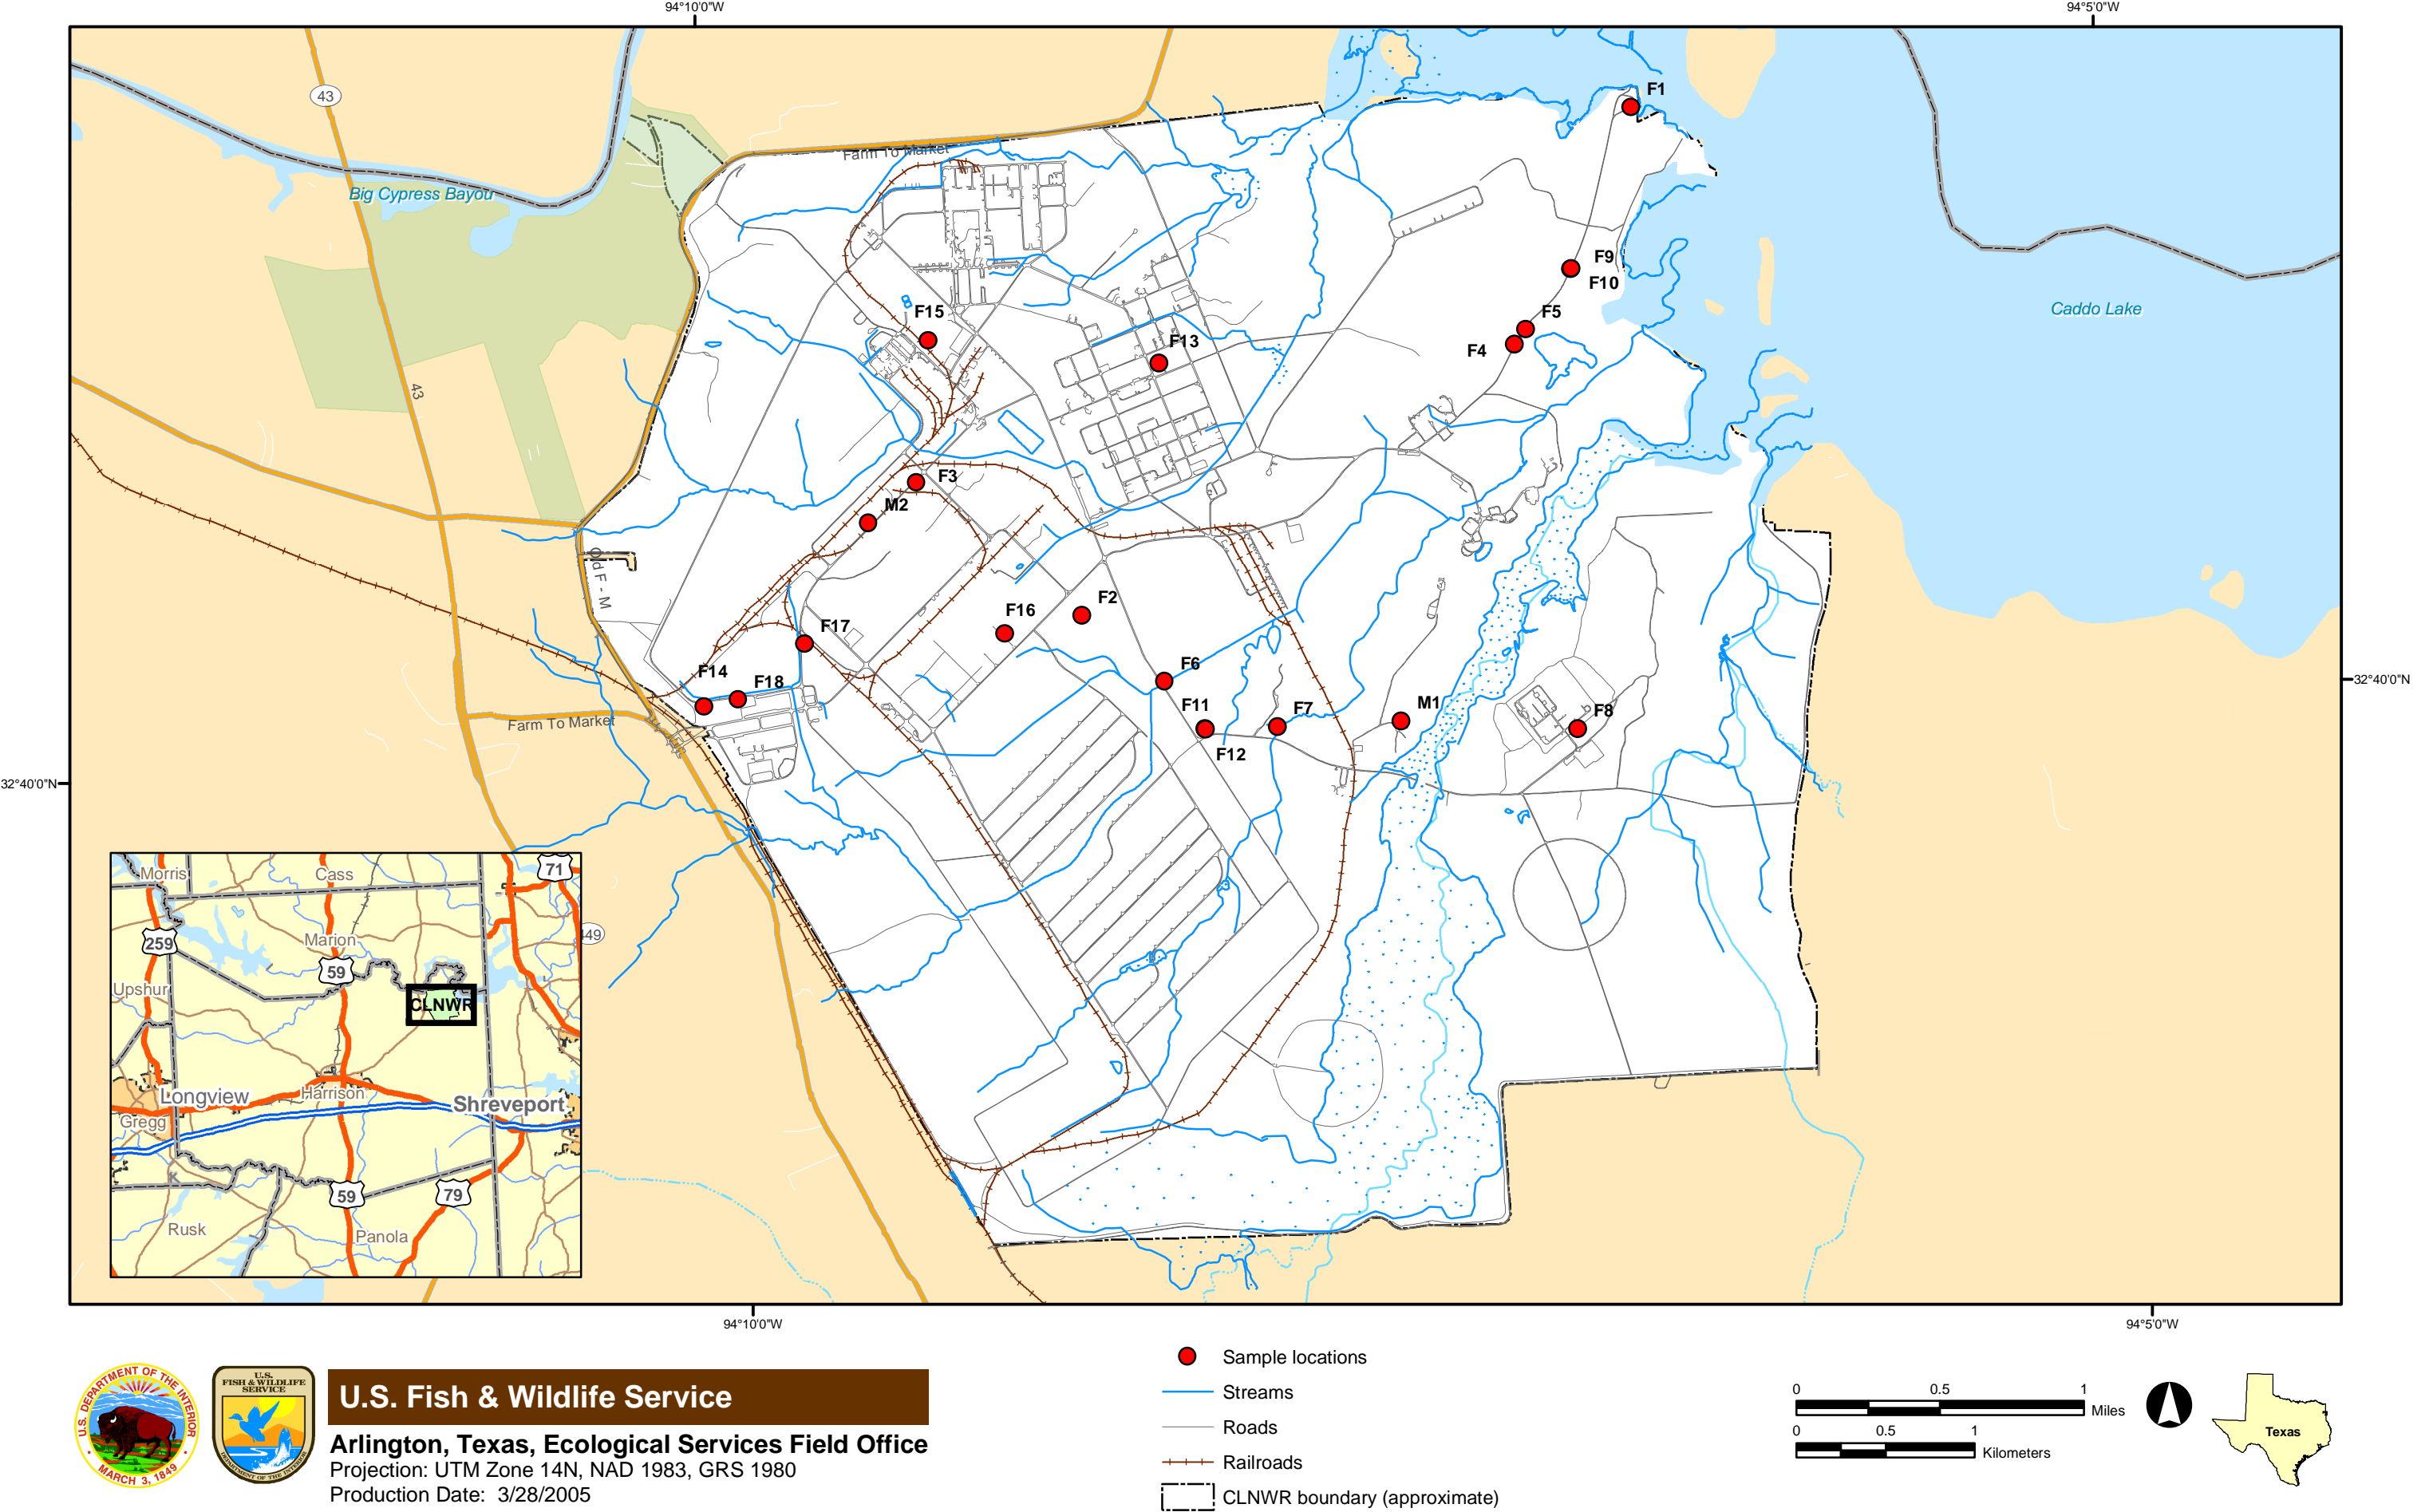 94°10'0"W
94°5'0"W
43
F1
Farm To Market
Big Cypress Bayou
F9
F10
Caddo Lake
F15
F5
F13
F4
43
F3
M2
Old F - M
F2
F16
F17
32°40'0"N
F6
F14
F18
F11
F7
M1
F8
Farm To Market
F12
32°40'0"N
Morris
Cass
71
259
Marion
59
Upshur
CLNWR
Longview
Harrison
Shreveport
Gregg
59
79
Rusk
Panola
94°10'0"W
94°5'0"W
U.S. DEPARTMENT OF THE INTERIOR
MARCH 3, 1849
U.S.
FISH & WILDLIFE
SERVICE
DEPARTMENT OF THE INTERIOR
U.S. Fish & Wildlife Service
Arlington, Texas, Ecological Services Field Office
Projection: UTM Zone 14N, NAD 1983, GRS 1980
Production Date: 3/28/2005
Sample locations
Streams
Roads
Railroads
CLNWR boundary (approximate)
0 0.5 1
Miles
0 0.5 1
Kilometers
Texas